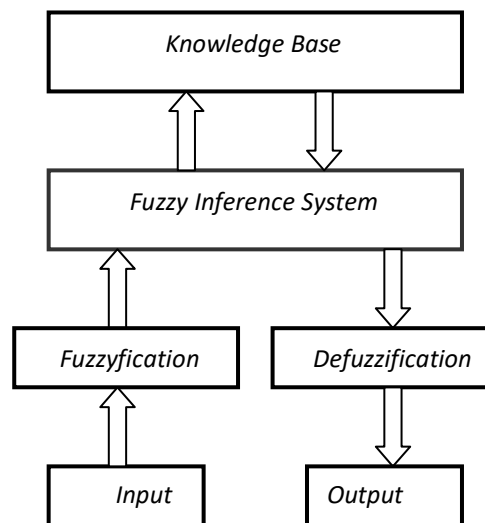 Knowledge Base
Fuzzy Inference System
Fuzzyfication
Defuzzification
Input
Output